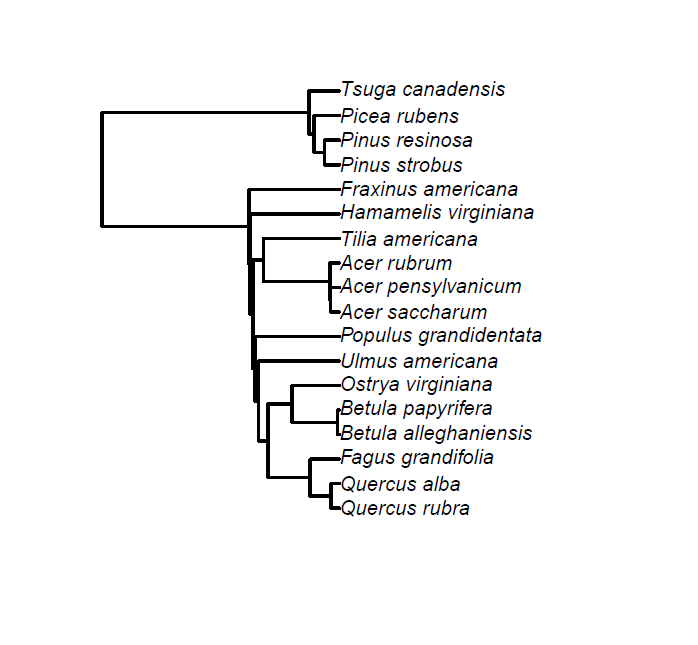 Tsuga canadensis
Picea rubens
Pinus resinosa
Pinus strobus
Fraxinus americana
Hamamelis virginiana
Tilia americana
Acer rubrum
Acer pensylvanicum
Acer saccharum
Populus grandidentata
Ulmus americana
Ostrya virginiana
Betula papyrifera
Betula alleghaniensis
Fagus grandifolia
Quercus alba
Quercus rubra